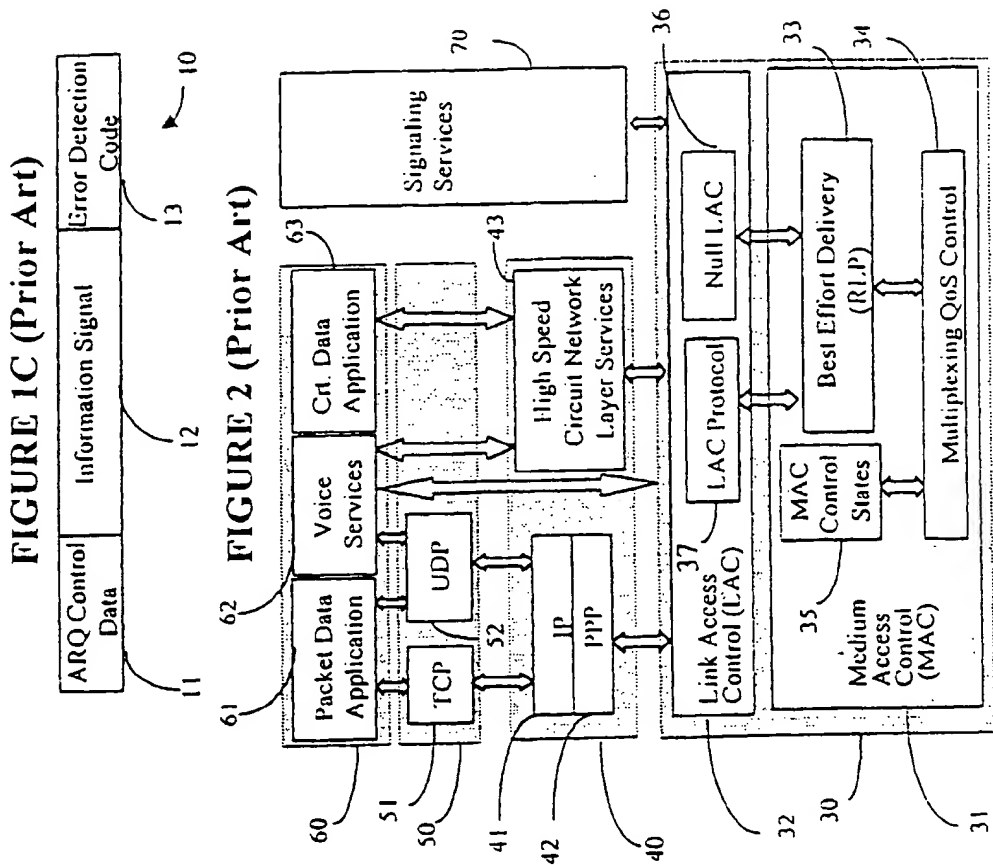 FIGURE 1C (Prior Art)
ARQ Control
Data
Information Signal
Error Detection
Code
11
12
13
10
FIGURE 2 (Prior Art)
61
62
63
Packet Data
Application
Voice
Services
Crt. Data
Application
Signaling
Services
70
60
51
TCP
UDP
52
50
43
41
IP
PPP
High Speed
Circuit Network
Layer Services
42
40
36
37
Link Access
Control (LAC)
LAC Protocol
Null LAC
32
33
35
MAC
Control
States
Best Effort Delivery
(RLP)
34
Medium
Access
Control
(MAC)
Multiplexing QoS Control
30
31